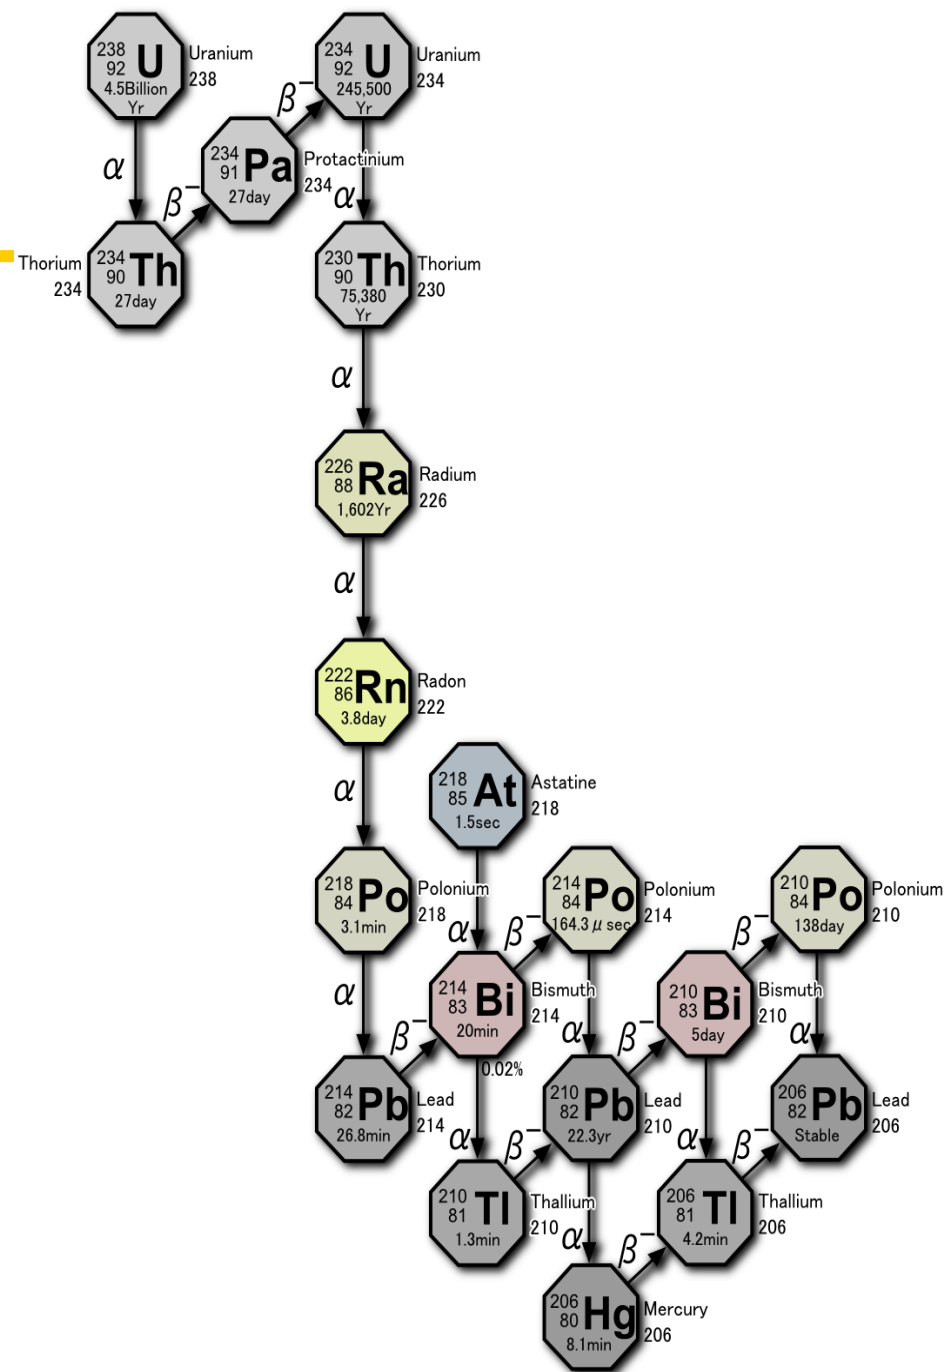 238
92
U
4.5Billion
Yr
Uranium
238
234
92
U
245,500
Yr
Uranium
234
β−
α
234
91
Pa
27day
Protactinium
234
β−
α
Thorium
234
234
90
Th
27day
230
90
Th
75,380
Yr
Thorium
230
α
226
88
Ra
1,602Yr
Radium
226
α
222
86
Rn
3.8day
Radon
222
α
218
85
At
1.5sec
Astatine
218
218
84
Po
3.1min
Polonium
218
α
β−
214
84
Po
164.3 μ sec
Polonium
214
210
84
Po
138day
Polonium
210
β−
α
214
83
Bi
20min
Bismuth
214
α
210
83
Bi
5day
Bismuth
210
α
β−
β−
0.02%
214
82
Pb
26.8min
Lead
214
210
82
Pb
22.3yr
Lead
210
206
82
Pb
Stable
Lead
206
α
β−
α
β−
210
81
Tl
1.3min
Thallium
210
206
81
Tl
4.2min
Thallium
206
α
β−
206
80
Hg
8.1min
Mercury
206